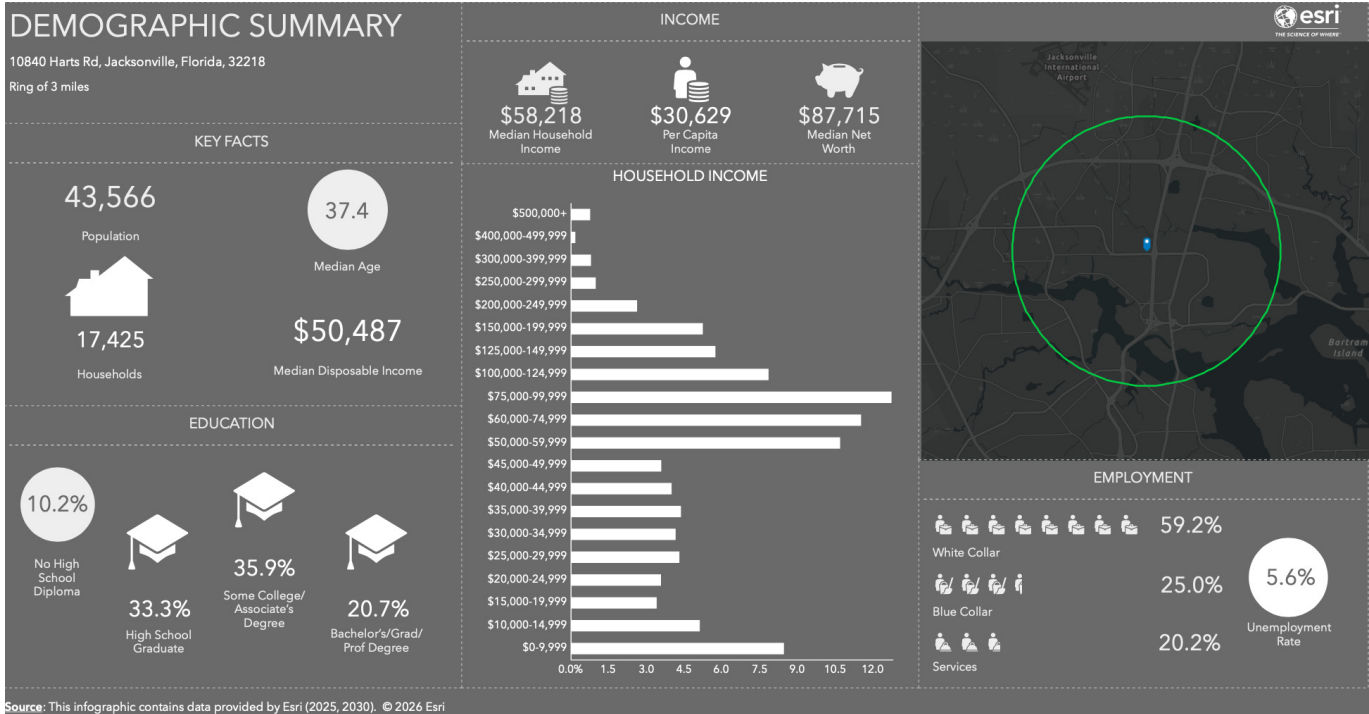 DEMOGRAPHIC SUMMARY
10840 Harts Rd, Jacksonville, Florida, 32218
Ring of 3 miles
KEY FACTS
43,566
Population
37.4
Median Age
17,425
Households
$50,487
Median Disposable Income
EDUCATION
10.2%
No High
School
Diploma
33.3%
High School
Graduate
35.9%
Some College/
Associate's
Degree
20.7%
Bachelor's/Grad/
Prof Degree
INCOME
$58,218
Median Household
Income
$30,629
Per Capita
Income
$87,715
Median Net
Worth
HOUSEHOLD INCOME
$500,000+
$400,000-499,999
$300,000-399,999
$250,000-299,999
$200,000-249,999
$150,000-199,999
$125,000-149,999
$100,000-124,999
$75,000-99,999
$60,000-74,999
$50,000-59,999
$45,000-49,999
$40,000-44,999
$35,000-39,999
$30,000-34,999
$25,000-29,999
$20,000-24,999
$15,000-19,999
$10,000-14,999
$0-9,999
0.0% 1.5 3.0 4.5 6.0 7.5 9.0 10.5 12.0
esri
THE SCIENCE OF WHERE™
Jacksonville
International
Airport
Bartram
Island
EMPLOYMENT
59.2%
White Collar
25.0%
Blue Collar
20.2%
Services
5.6%
Unemployment
Rate
Source: This infographic contains data provided by Esri (2025, 2030). © 2026 Esri